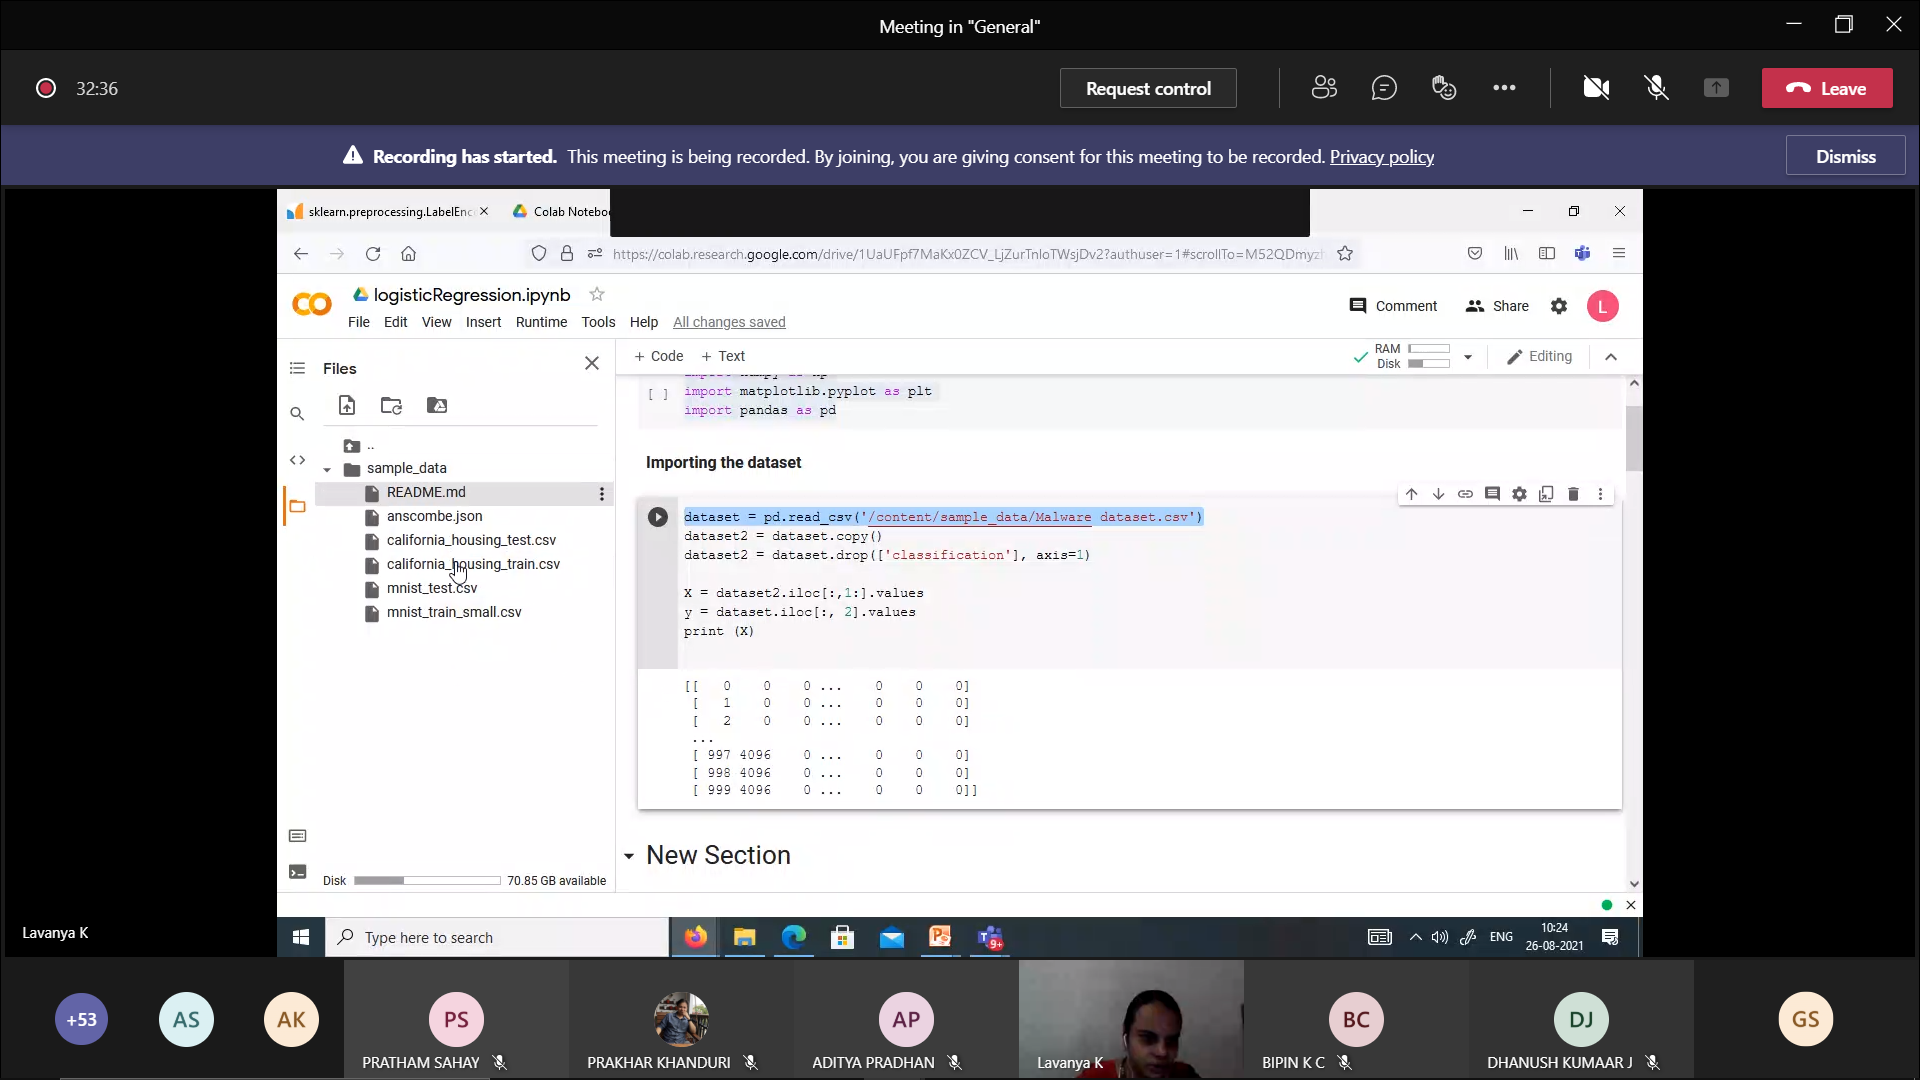 Meeting in "General"
32:36
Request control
Leave
Recording has started. This meeting is being recorded. By joining, you are giving consent for this meeting to be recorded. Privacy policy
Dismiss
sklearn.preprocessing.LabelEnc
Colab Notebo
https://colab.research.google.com/drive/1UaUFpf7MaKx0ZCV_LjZurTnIoTWsjDv2?authuser=1#scrollTo=M52QDmyz
logisticRegression.ipynb
Comment
Share
L
File Edit View Insert Runtime Tools Help All changes saved
Files
+ Code + Text
RAM
Disk
Editing
..
sample_data
README.md
anscombe.json
california_housing_test.csv
california_housing_train.csv
mnist_test.csv
mnist_train_small.csv
Disk
70.85 GB available
import numpy as np
[ ] import matplotlib.pyplot as plt
import pandas as pd
Importing the dataset
dataset = pd.read_csv('/content/sample_data/Malware dataset.csv')
dataset2 = dataset.copy()
dataset2 = dataset.drop(['classification'], axis=1)
X = dataset2.iloc[:,1:].values
y = dataset.iloc[:, 2].values
print (X)
[[ 0 0 0 ... 0 0 0]
[ 1 0 0 ... 0 0 0]
[ 2 0 0 ... 0 0 0]
...
[ 997 4096 0 ... 0 0 0]
[ 998 4096 0 ... 0 0 0]
[ 999 4096 0 ... 0 0 0]]
New Section
Lavanya K
Type here to search
9+
ENG
10:24
26-08-2021
+53
AS
AK
PS
PRATHAM SAHAY
PRAKHAR KHANDURI
AP
ADITYA PRADHAN
Lavanya K
BC
BIPIN K C
DJ
DHANUSH KUMAAR J
GS